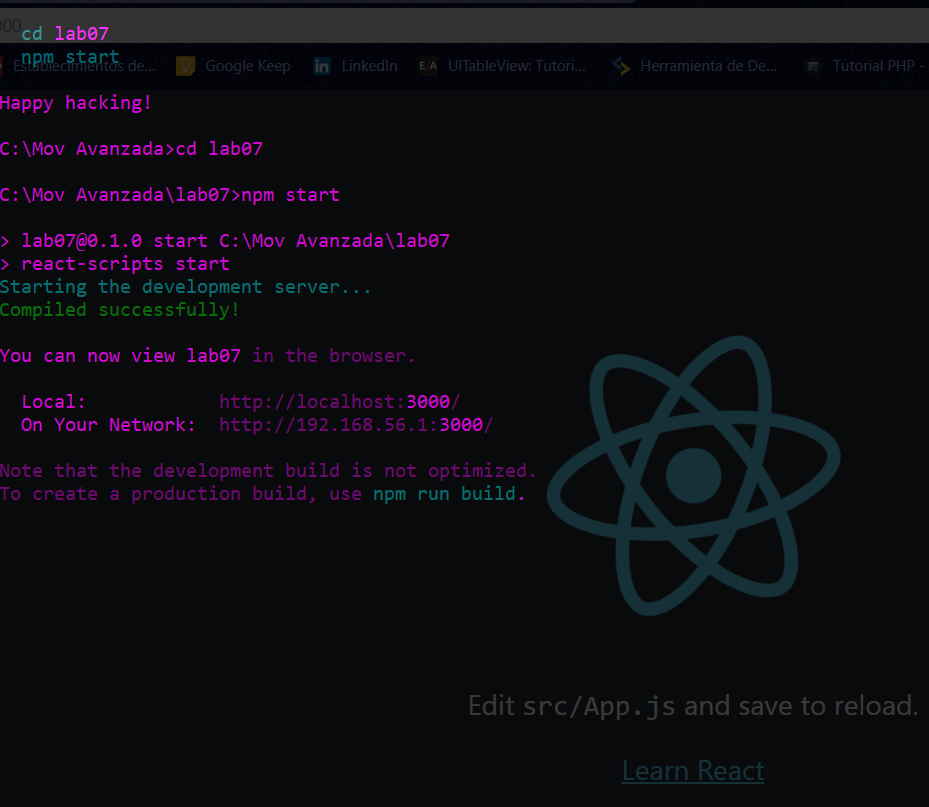 000
cd lab07
npm start
Establecimientos de... Google Keep LinkedIn EA UITableView: Tutori... Herramienta de De... Tutorial PHP -
Happy hacking!
C:\Mov Avanzada>cd lab07
C:\Mov Avanzada\lab07>npm start
> lab07@0.1.0 start C:\Mov Avanzada\lab07
> react-scripts start
Starting the development server...
Compiled successfully!
You can now view lab07 in the browser.
Local: http://localhost:3000/
On Your Network: http://192.168.56.1:3000/
Note that the development build is not optimized.
To create a production build, use npm run build.
Edit src/App.js and save to reload.
Learn React